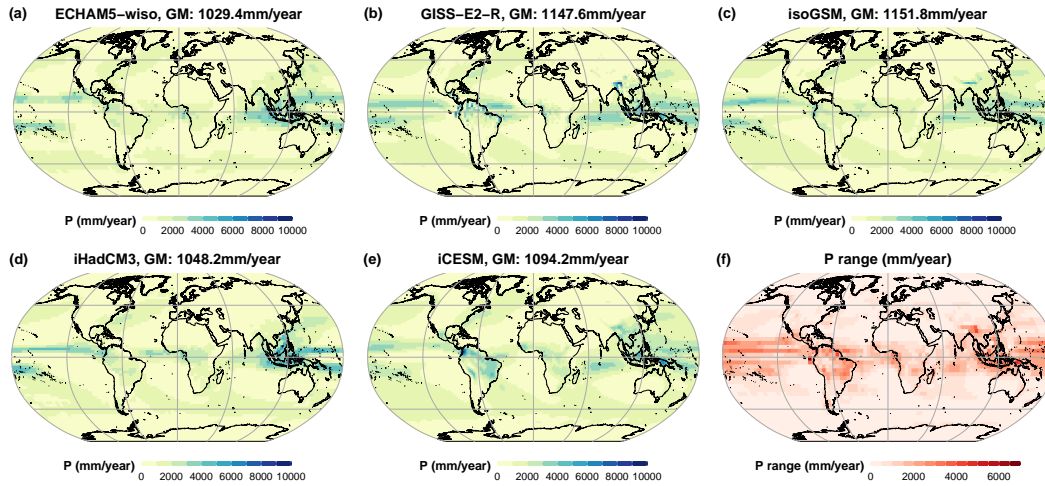 (a) ECHAM5−wiso, GM: 1029.4mm/year
(b) GISS−E2−R, GM: 1147.6mm/year
(c) isoGSM, GM: 1151.8mm/year
P (mm/year) 0 2000 4000 6000 8000 10000
P (mm/year) 0 2000 4000 6000 8000 10000
P (mm/year) 0 2000 4000 6000 8000 10000
(d) iHadCM3, GM: 1048.2mm/year
(e) iCESM, GM: 1094.2mm/year
(f) P range (mm/year)
P (mm/year) 0 2000 4000 6000 8000 10000
P (mm/year) 0 2000 4000 6000 8000 10000
P range (mm/year) 0 2000 4000 6000